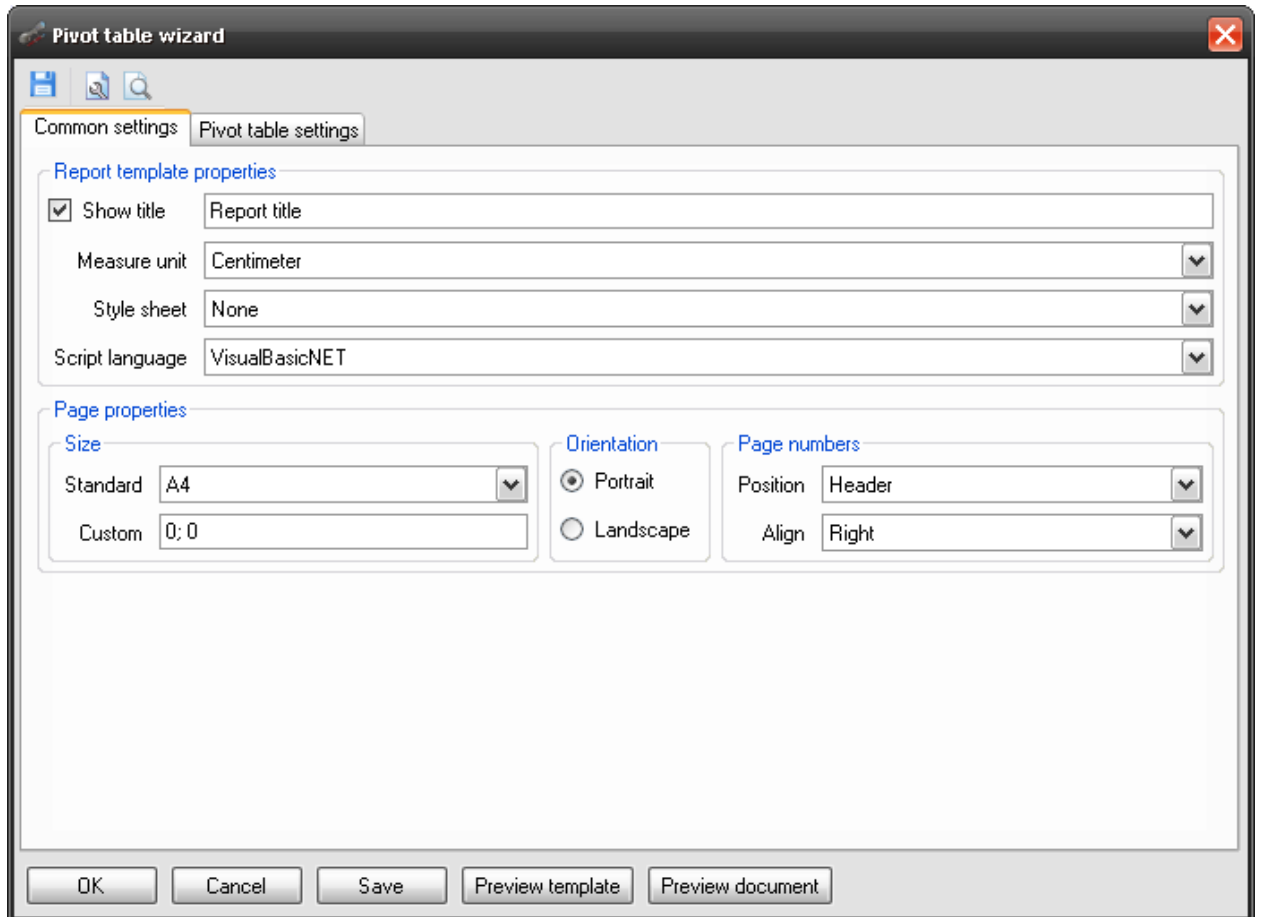 Pivot table wizard
Common settings Pivot table settings
Report template properties
Show title Report title
Measure unit Centimeter
Style sheet None
Script language VisualBasicNET
Page properties
Size Orientation Page numbers
Standard A4 Portrait Position Header
Custom 0; 0 Landscape Align Right
OK Cancel Save Preview template Preview document